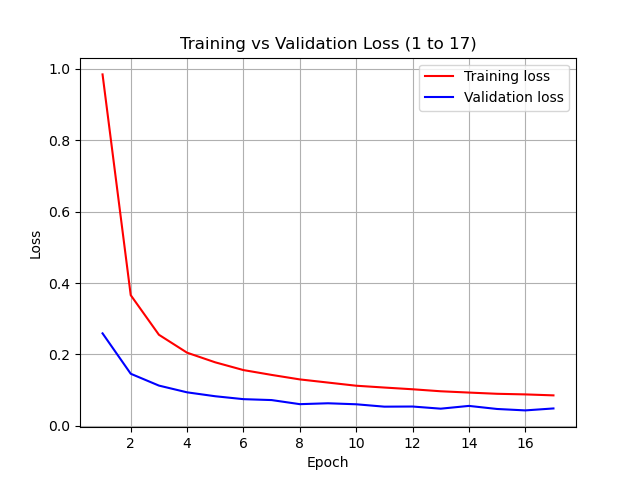 Training vs Validation Loss (1 to 17)
Training loss
Validation loss
1.0
0.8
0.6
0.4
0.2
0.0
Loss
2 4 6 8 10 12 14 16
Epoch